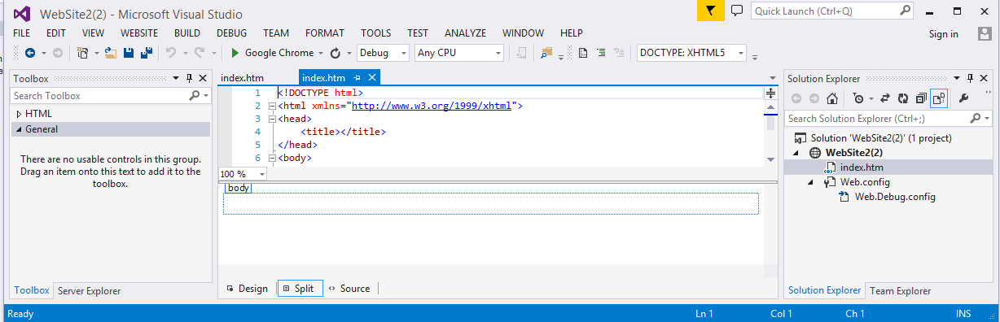 WebSite2(2) - Microsoft Visual Studio
Quick Launch (Ctrl+Q)
FILE EDIT VIEW WEBSITE BUILD DEBUG TEAM FORMAT TOOLS TEST ANALYZE WINDOW HELP
Sign in
Google Chrome Debug Any CPU DOCTYPE: XHTML5
Toolbox
Search Toolbox
HTML
General
There are no usable controls in this group.
Drag an item onto this text to add it to the
toolbox.
Toolbox Server Explorer
index.htm index.htm
1 <!DOCTYPE html>
2 <html xmlns="http://www.w3.org/1999/xhtml">
3 <head>
4 <title></title>
5 </head>
6 <body>
100 %
body
Design Split Source
Solution Explorer
Search Solution Explorer (Ctrl+;)
Solution 'WebSite2(2)' (1 project)
WebSite2(2)
index.htm
Web.config
Web.Debug.config
Solution Explorer Team Explorer
Ready Ln 1 Col 1 Ch 1 INS